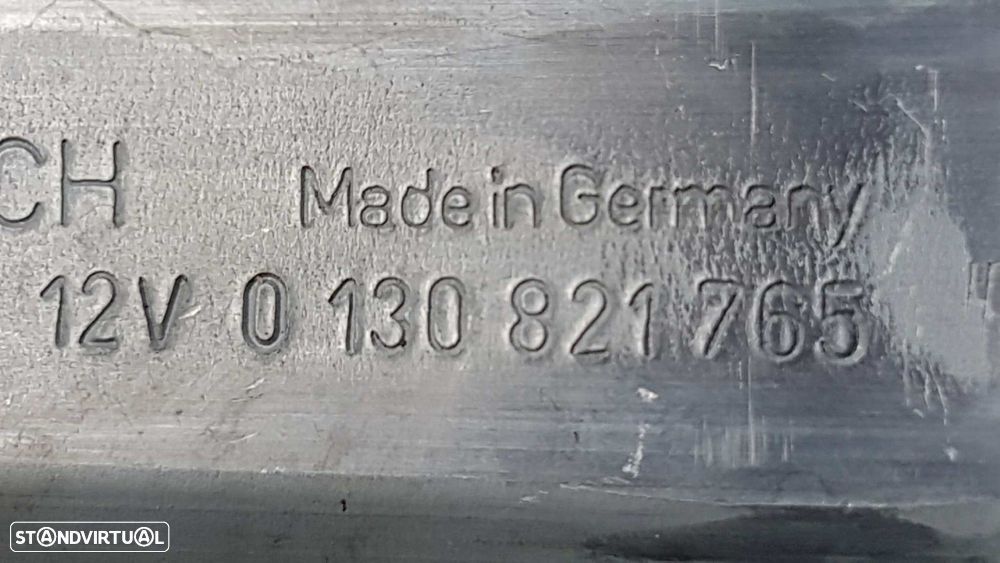 CH Made in Germany
12V 0 130 821 765
STANDVIRTUAL